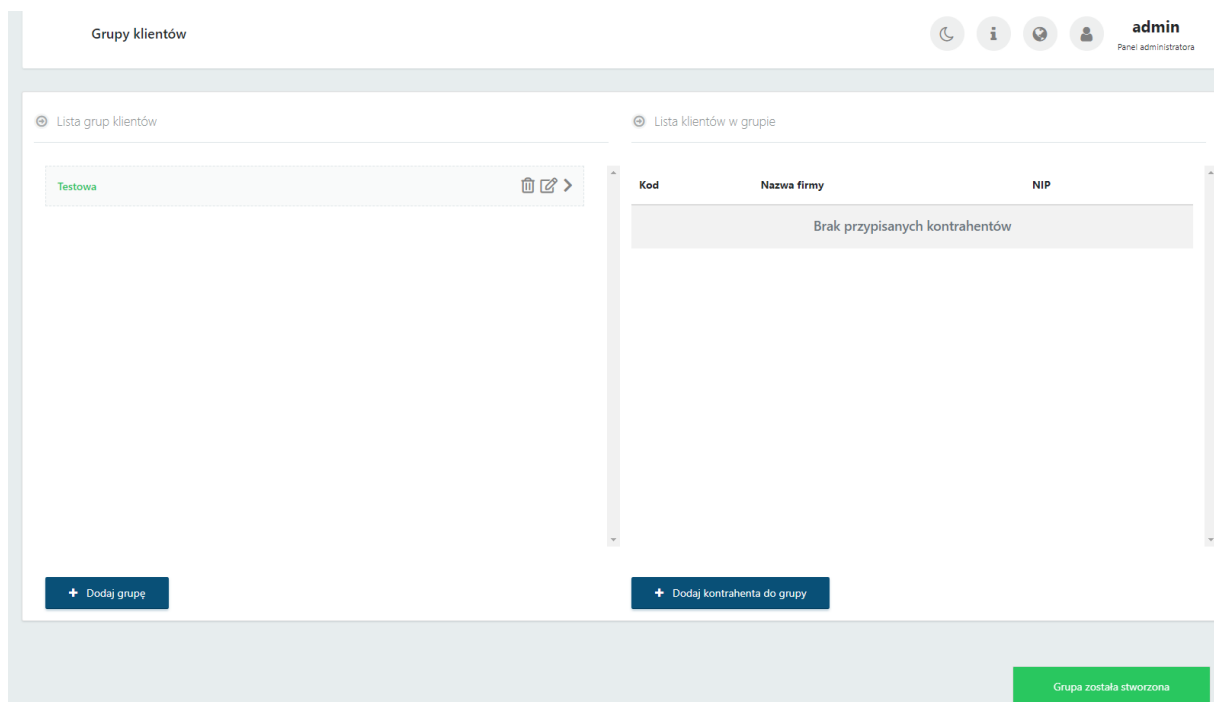 Grupy klientów
admin
Panel administratora
Lista grup klientów
Lista klientów w grupie
Testowa
Kod Nazwa firmy NIP
Brak przypisanych kontrahentów
Dodaj grupę
Dodaj kontrahenta do grupy
Grupa została stworzona